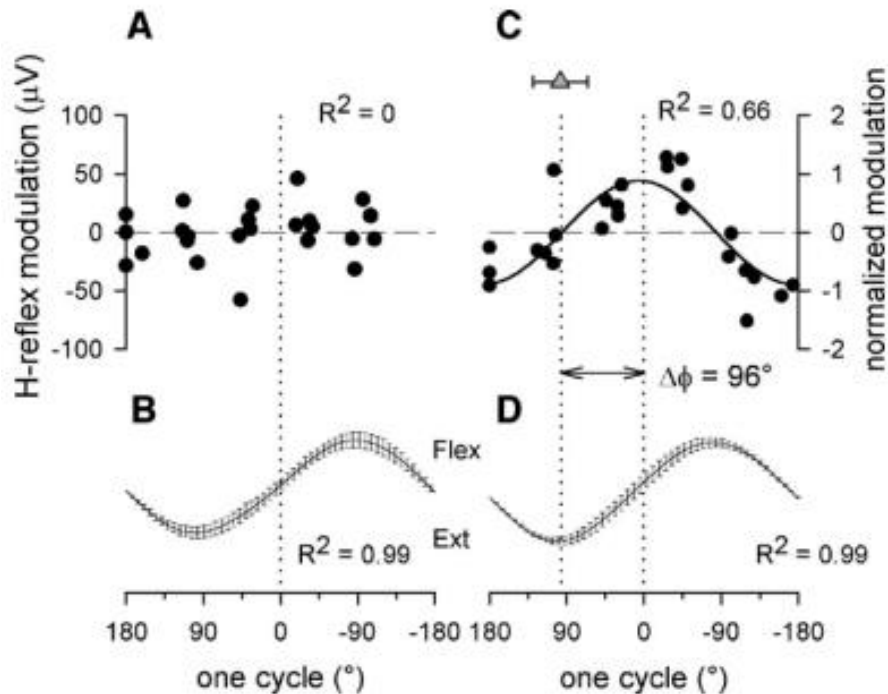 A
C
H-reflex modulation (μV)
100
50
0
-50
-100
R² = 0
R² = 0.66
2
1
0
-1
-2
normalized modulation
Δϕ = 96°
B
D
Flex
Ext
R² = 0.99
R² = 0.99
180 90 0 -90 -180
180 90 0 -90 -180
one cycle (°)
one cycle (°)